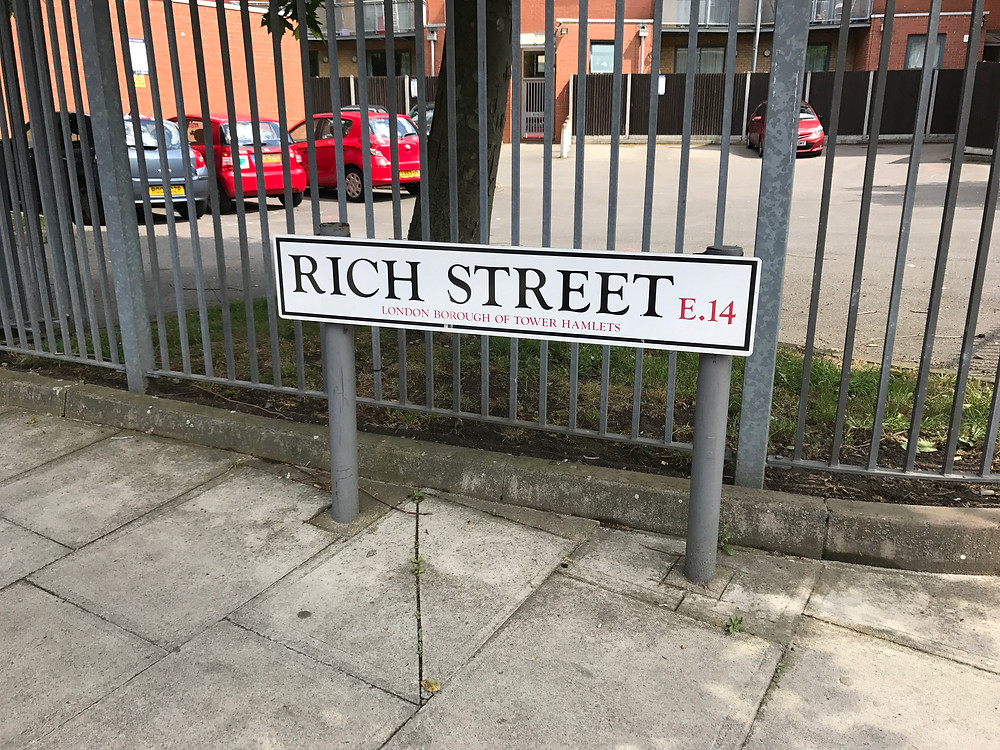 RICH STREET E.14
LONDON BOROUGH OF TOWER HAMLETS